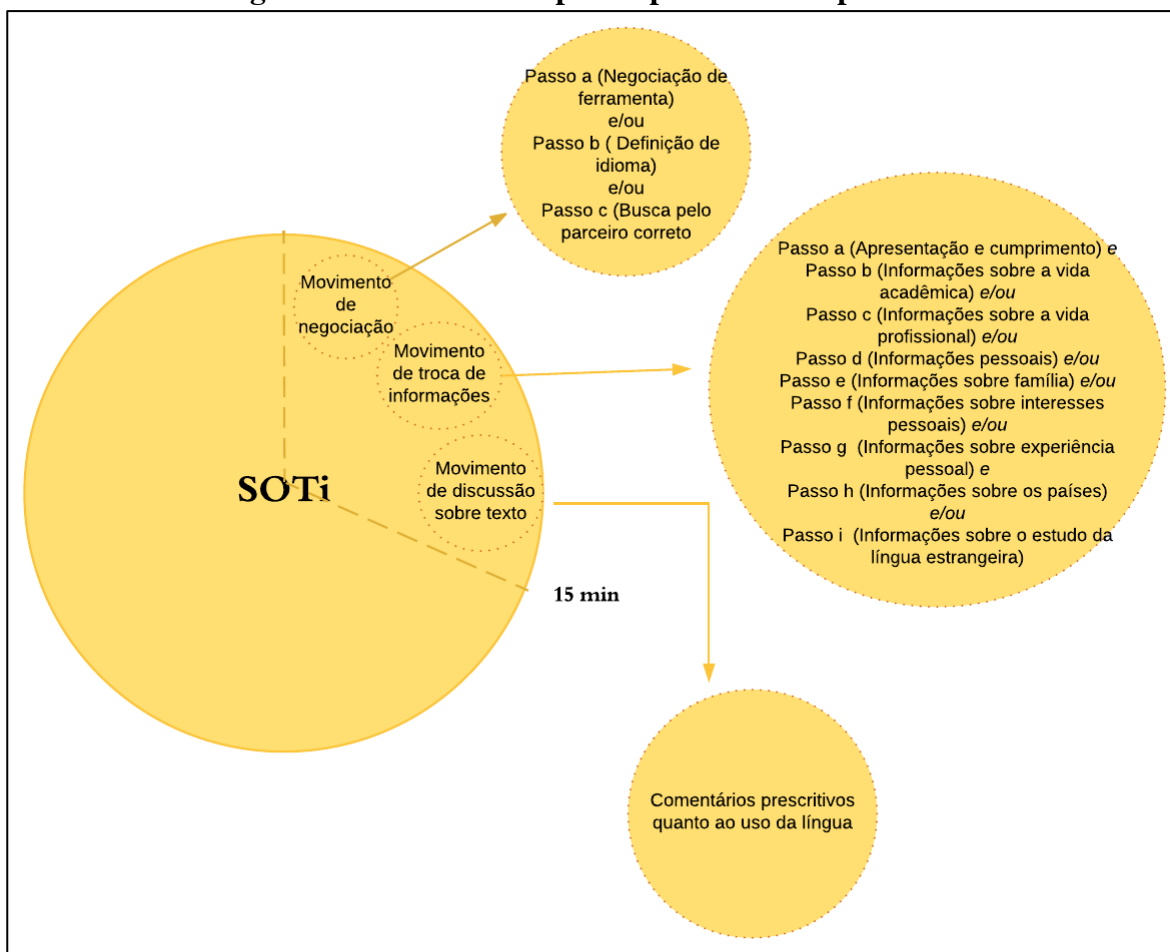 Passo a (Negociação de
ferramenta)
e/ou
Passo b ( Definição de
idioma)
e/ou
Passo c (Busca pelo
parceiro correto
Movimento
de
negociação
Movimento
de troca de
informações
Movimento
de discussão
sobre texto
SOTi
15 min
Passo a (Apresentação e cumprimento) e
Passo b (Informações sobre a vida
acadêmica) e/ou
Passo c (Informações sobre a vida
profissional) e/ou
Passo d (Informações pessoais) e/ou
Passo e (Informações sobre família) e/ou
Passo f (Informações sobre interesses
pessoais) e/ou
Passo g (Informações sobre experiência
pessoal) e
Passo h (Informações sobre os países)
e/ou
Passo i (Informações sobre o estudo da
língua estrangeira)
Comentários prescritivos
quanto ao uso da língua